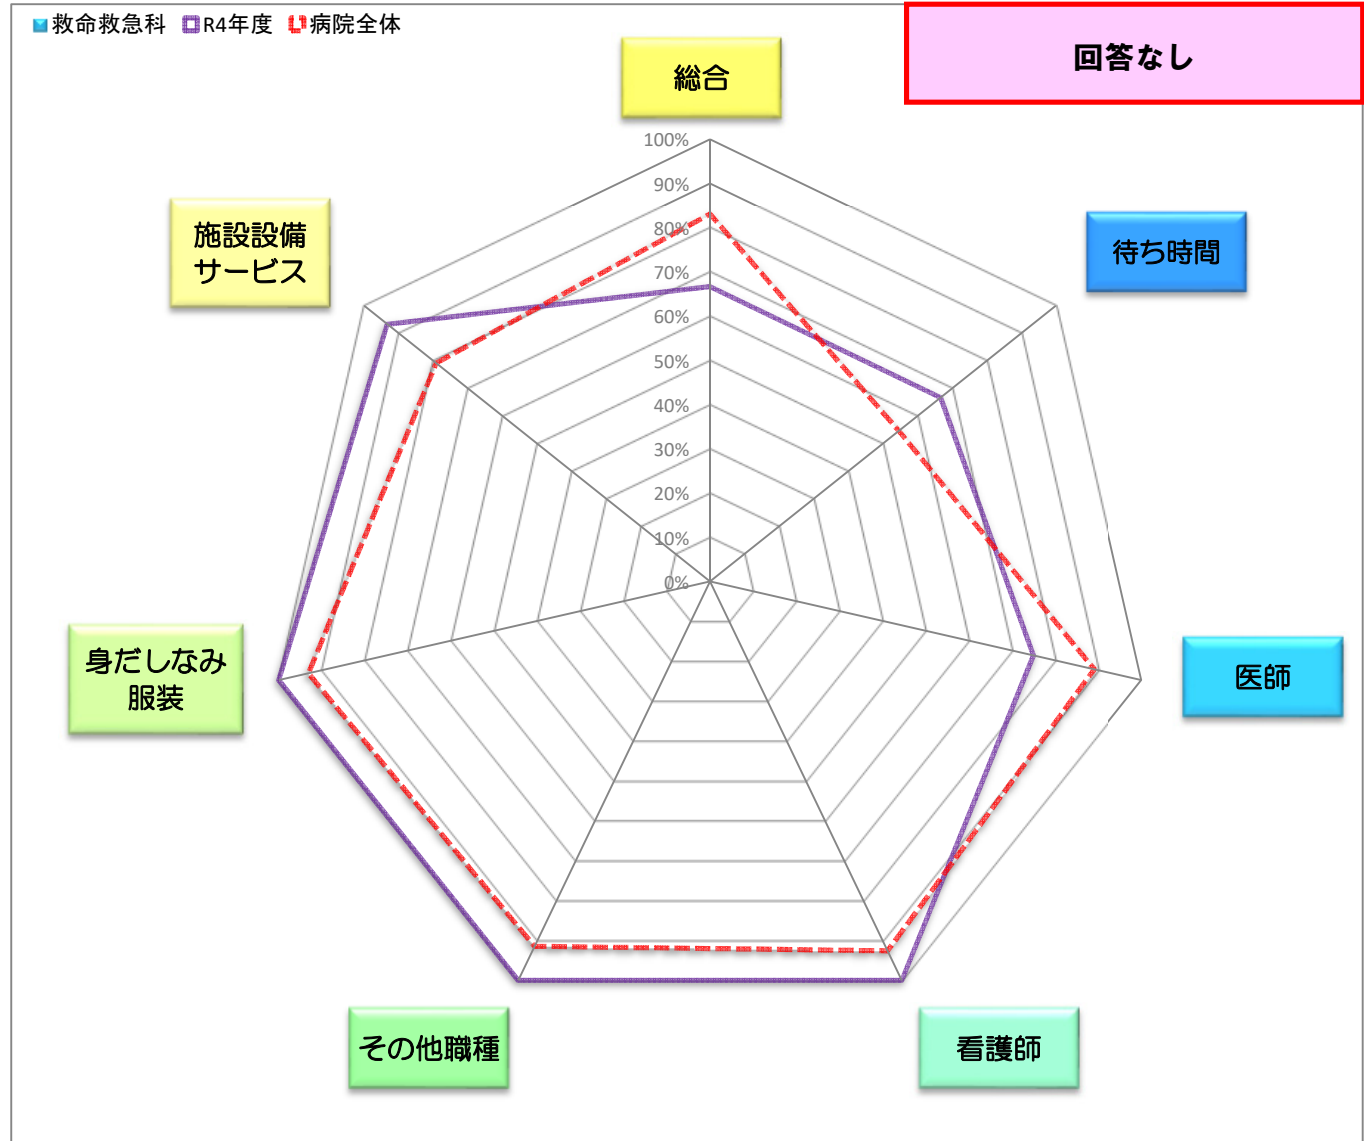 救命救急科 R4年度 病院全体
回答なし
総合
待ち時間
医師
看護師
その他職種
身だしなみ
服装
施設設備
サービス
100%
90%
80%
70%
60%
50%
40%
30%
20%
10%
0%